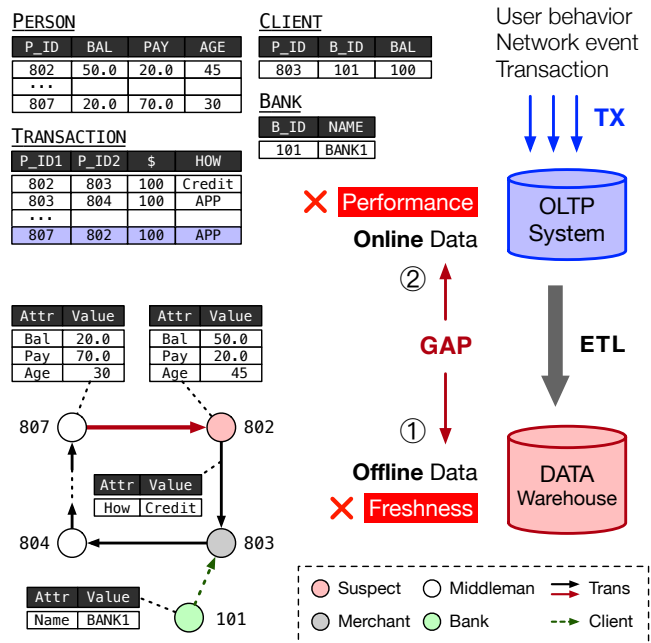 PERSON
P_ID BAL PAY AGE
802 50.0 20.0 45
...
807 20.0 70.0 30
CLIENT
P_ID B_ID BAL
803 101 100
BANK
B_ID NAME
101 BANK1
TRANSACTION
P_ID1 P_ID2 $ HOW
802 803 100 Credit
803 804 100 APP
...
807 802 100 APP
User behavior
Network event
Transaction
TX
OLTP
System
Performance
Online Data
②
GAP
ETL
①
Offline Data
Freshness
DATA
Warehouse
Attr Value
Bal 20.0
Pay 70.0
Age 30
Attr Value
Bal 50.0
Pay 20.0
Age 45
807
802
Attr Value
How Credit
804
803
Attr Value
Name BANK1
101
Suspect Middleman Trans
Merchant Bank Client